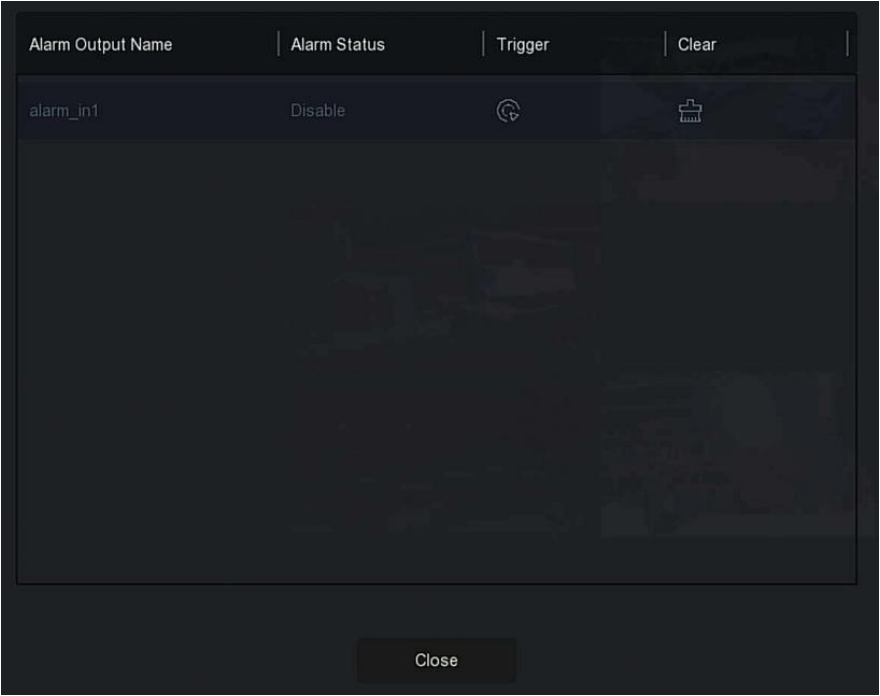 Alarm Output Name Alarm Status Trigger Clear
alarm_in1 Disable
Close